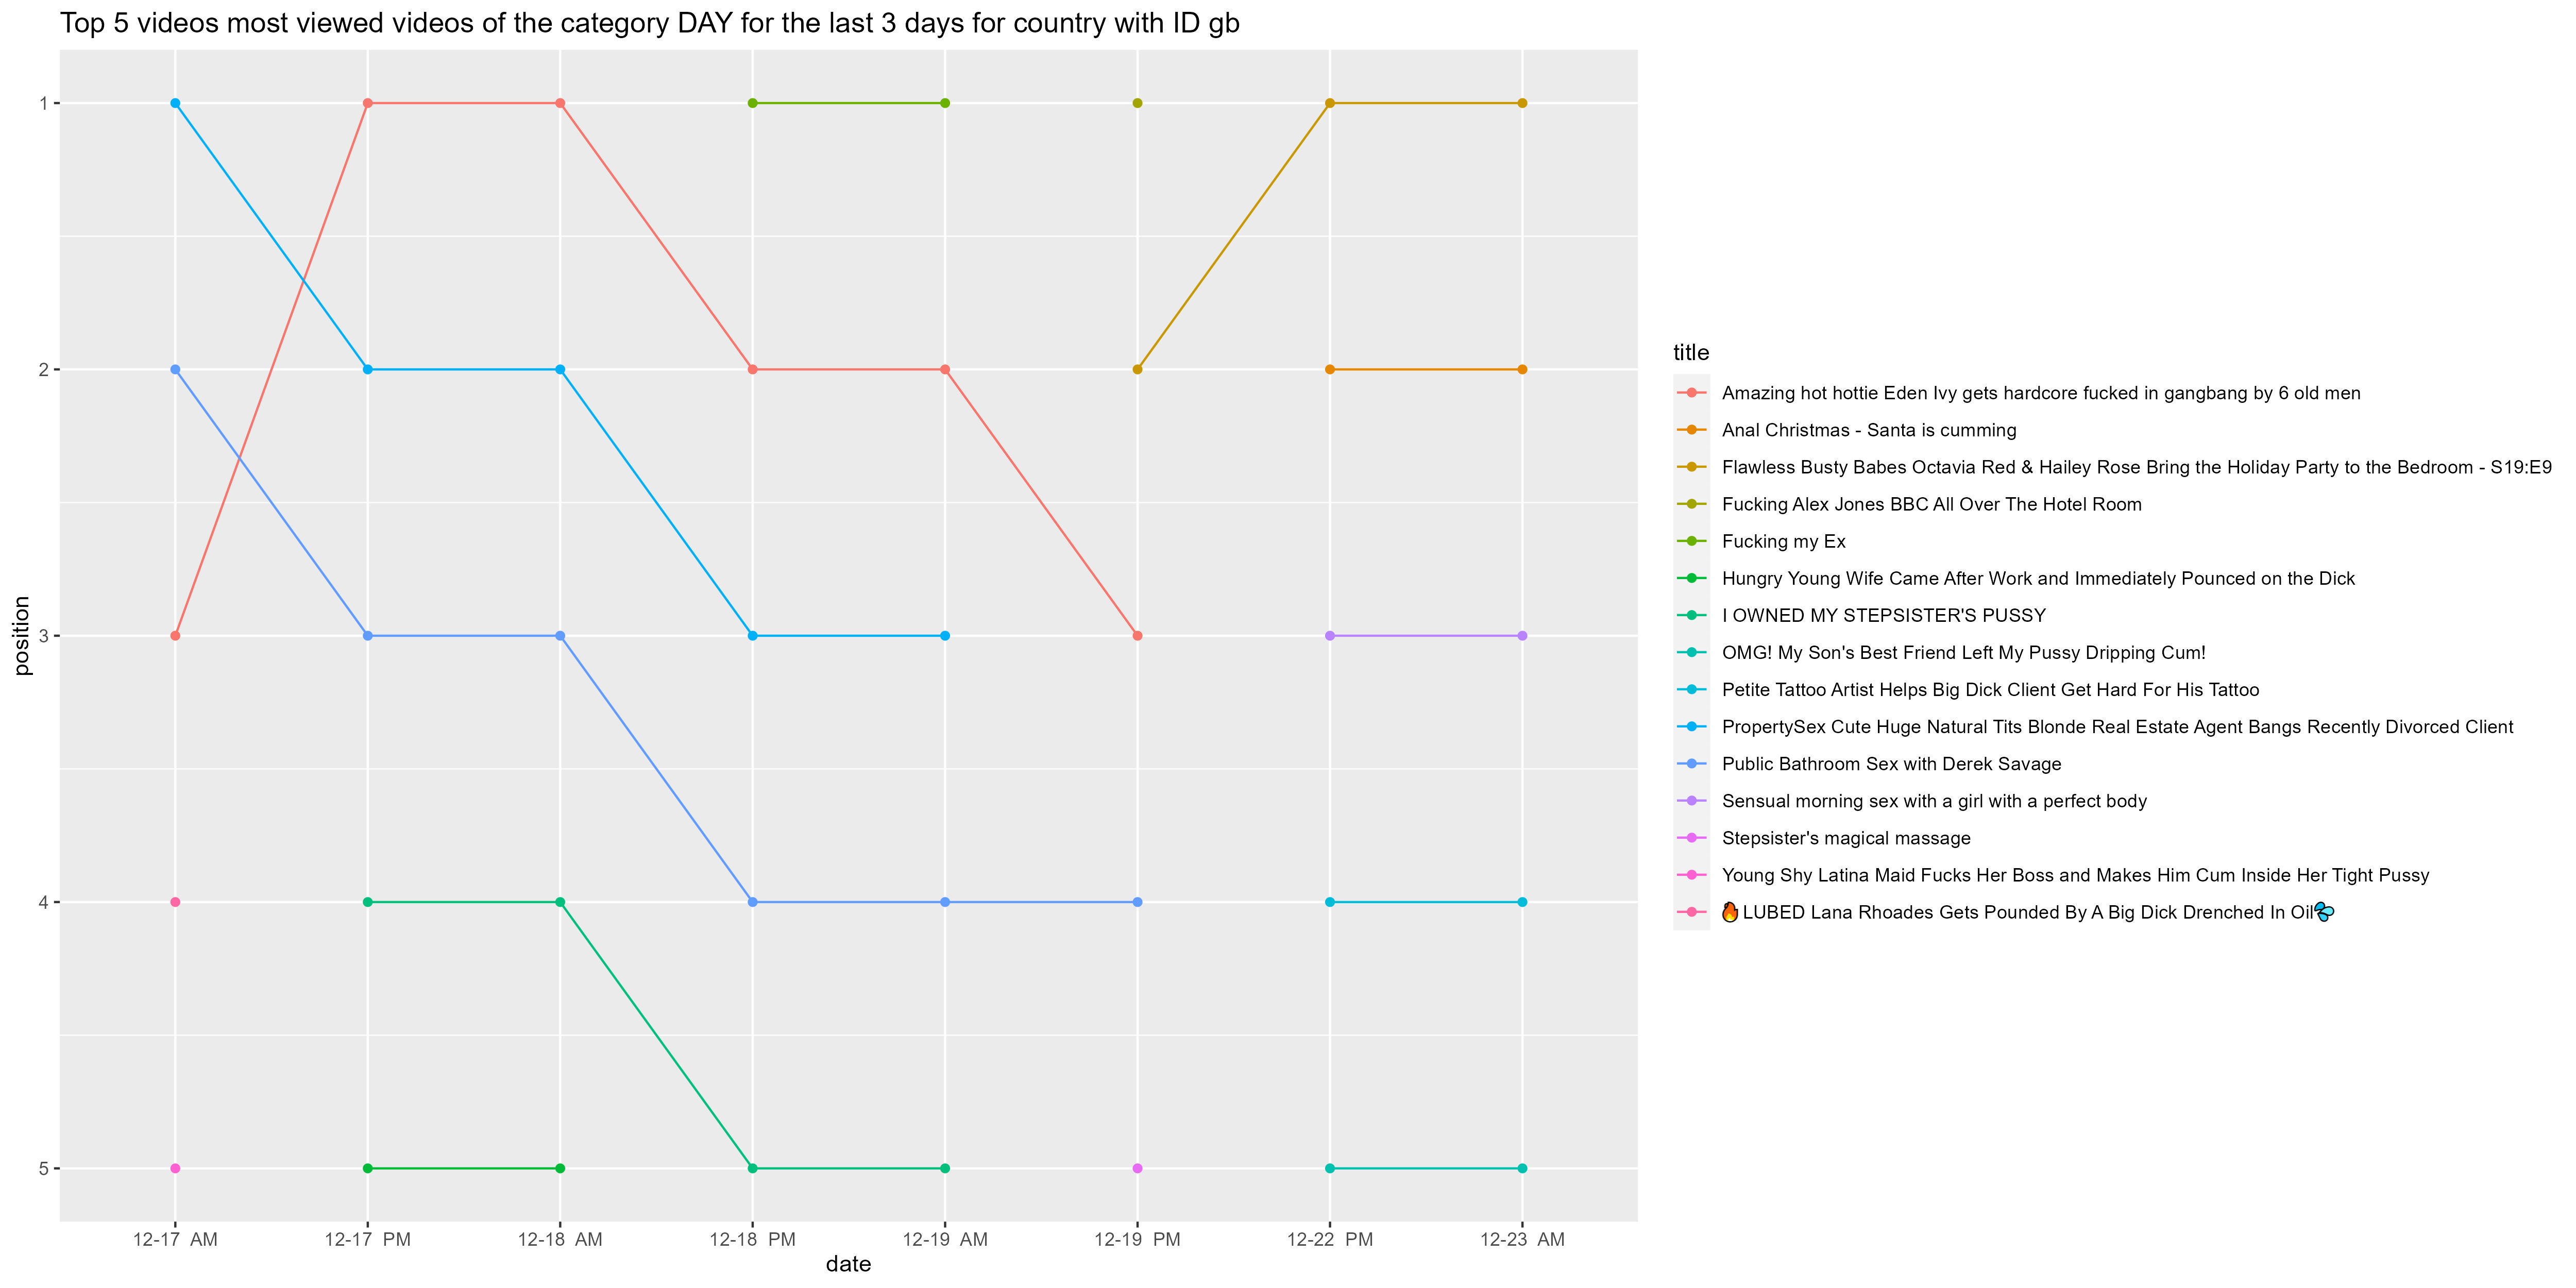 Top 5 videos most viewed videos of the category DAY for the last 3 days for country with ID gb
position
1
2
3
4
5
12-17 AM
12-17 PM
12-18 AM
12-18 PM
12-19 AM
12-19 PM
12-22 PM
12-23 AM
date
title
Amazing hot hottie Eden Ivy gets hardcore fucked in gangbang by 6 old men
Anal Christmas - Santa is cumming
Flawless Busty Babes Octavia Red & Hailey Rose Bring the Holiday Party to the Bedroom - S19:E9
Fucking Alex Jones BBC All Over The Hotel Room
Fucking my Ex
Hungry Young Wife Came After Work and Immediately Pounced on the Dick
I OWNED MY STEPSISTER'S PUSSY
OMG! My Son's Best Friend Left My Pussy Dripping Cum!
Petite Tattoo Artist Helps Big Dick Client Get Hard For His Tattoo
PropertySex Cute Huge Natural Tits Blonde Real Estate Agent Bangs Recently Divorced Client
Public Bathroom Sex with Derek Savage
Sensual morning sex with a girl with a perfect body
Stepsister's magical massage
Young Shy Latina Maid Fucks Her Boss and Makes Him Cum Inside Her Tight Pussy
🔥LUBED Lana Rhoades Gets Pounded By A Big Dick Drenched In Oil💦